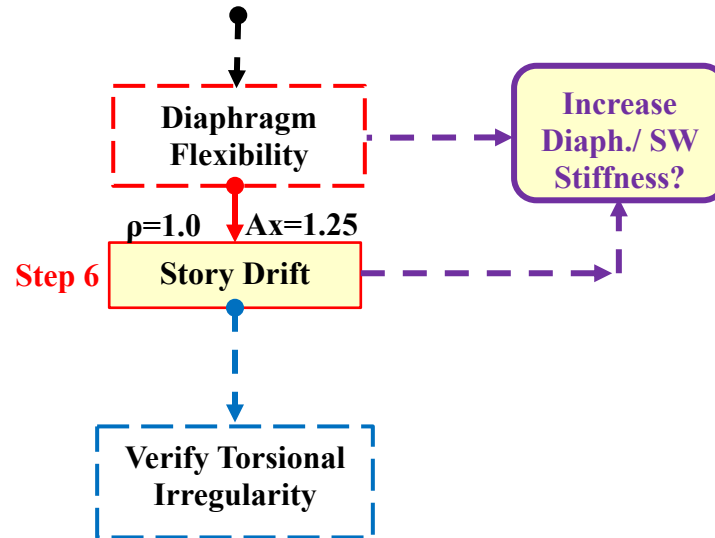 Diaphragm
Flexibility
Increase
Diaph./ SW
Stiffness?
ρ=1.0 Ax=1.25
Step 6 Story Drift
Verify Torsional
Irregularity